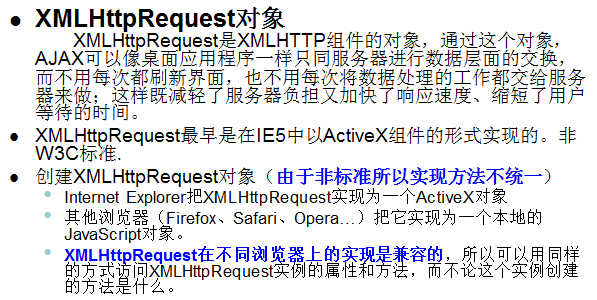 XMLHttpRequest对象
XMLHttpRequest是XMLHTTP组件的对象，通过这个对象，
AJAX可以像桌面应用程序一样只同服务器进行数据层面的交换，
而不用每次都刷新界面，也不用每次将数据处理的工作都交给服务
器来做；这样既减轻了服务器负担又加快了响应速度、缩短了用户
等待的时间。
XMLHttpRequest最早是在IE5中以ActiveX组件的形式实现的。非
W3C标准.
创建XMLHttpRequest对象（由于非标准所以实现方法不统一）
Internet Explorer把XMLHttpRequest实现为一个ActiveX对象
其他浏览器（Firefox、Safari、Opera…）把它实现为一个本地的
JavaScript对象。
XMLHttpRequest在不同浏览器上的实现是兼容的，所以可以用同样
的方式访问XMLHttpRequest实例的属性和方法，而不论这个实例创建
的方法是什么。